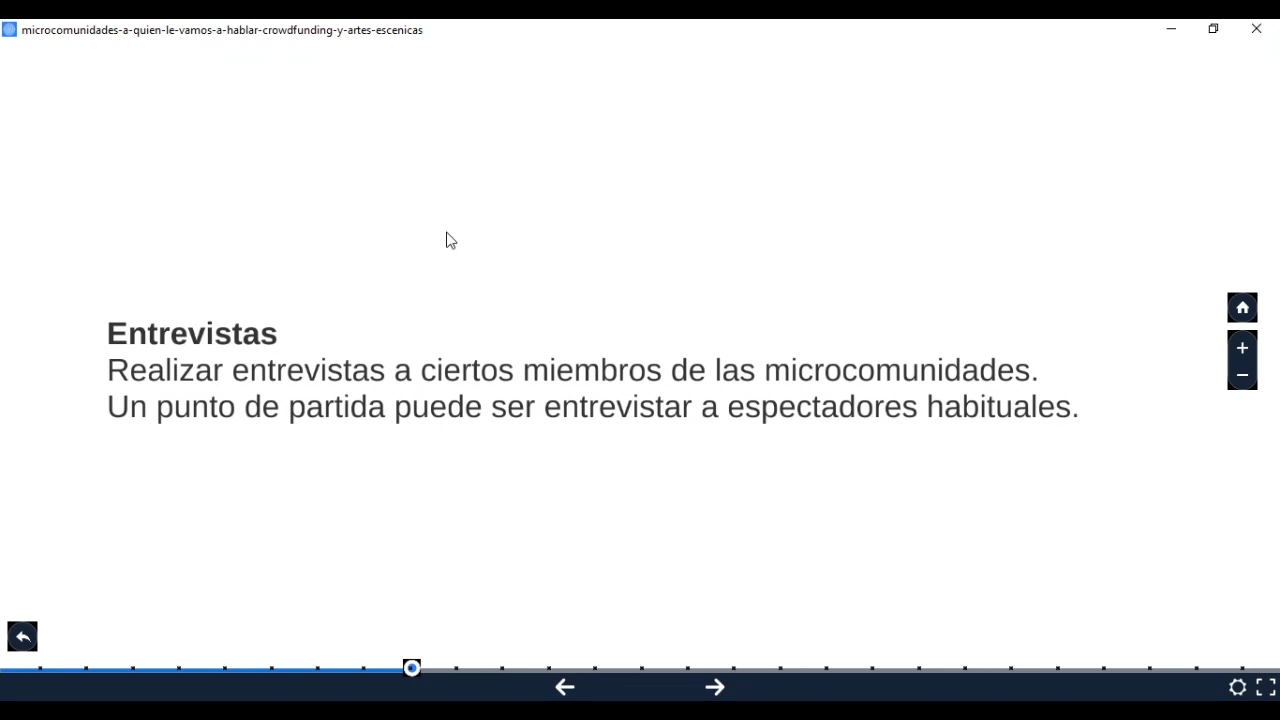 microcomunidades-a-quien-le-vamos-a-hablar-crowdfunding-y-artes-escenicas
Entrevistas
Realizar entrevistas a ciertos miembros de las microcomunidades.
Un punto de partida puede ser entrevistar a espectadores habituales.